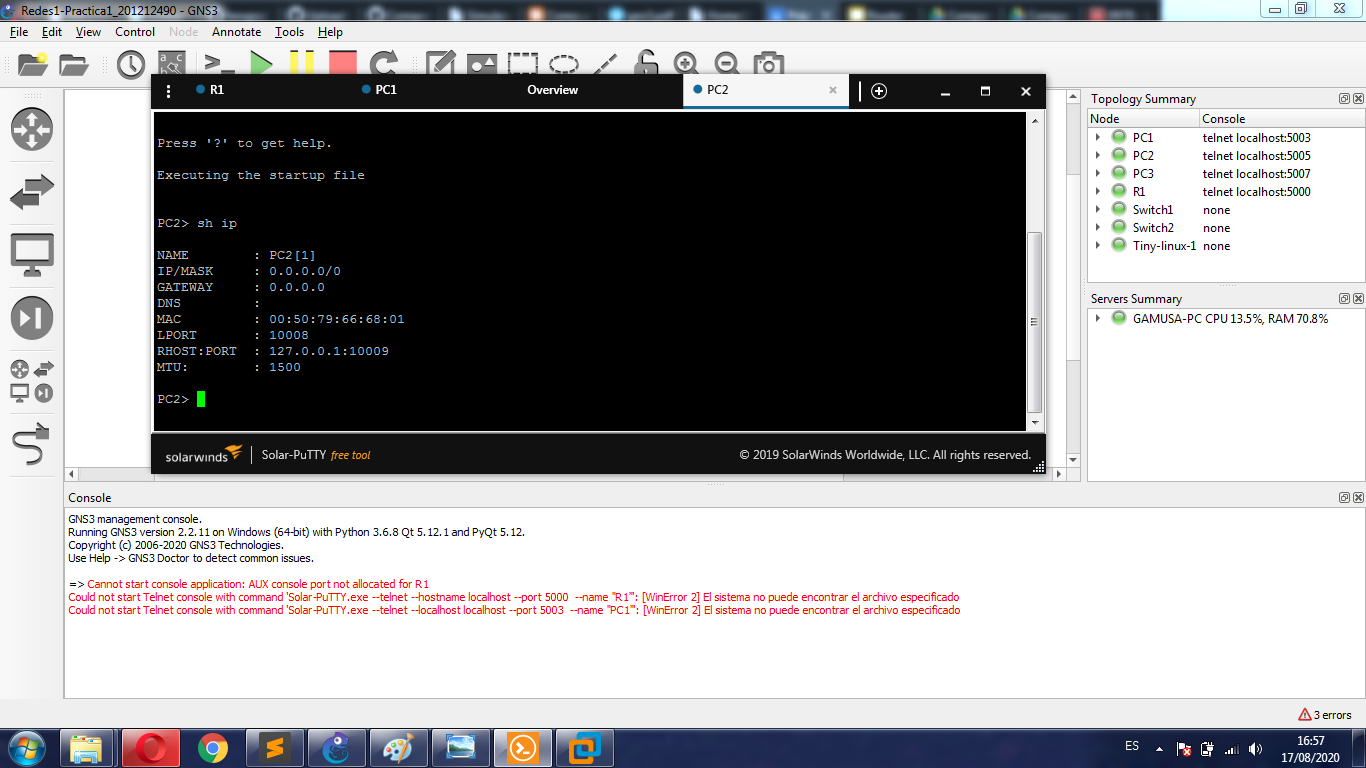 Redes1-Practica1_201212490 - GNS3
File Edit View Control Node Annotate Tools Help
R1 PC1 Overview PC2
Press '?' to get help.
Executing the startup file
PC2> sh ip
NAME : PC2[1]
IP/MASK : 0.0.0.0/0
GATEWAY : 0.0.0.0
DNS :
MAC : 00:50:79:66:68:01
LPORT : 10008
RHOST:PORT : 127.0.0.1:10009
MTU: : 1500
PC2>
solarwinds Solar-PuTTY free tool © 2019 SolarWinds Worldwide, LLC. All rights reserved.
Topology Summary
Node Console
PC1 telnet localhost:5003
PC2 telnet localhost:5005
PC3 telnet localhost:5007
R1 telnet localhost:5000
Switch1 none
Switch2 none
Tiny-linux-1 none
Servers Summary
GAMUSA-PC CPU 13.5%, RAM 70.8%
Console
GNS3 management console.
Running GNS3 version 2.2.11 on Windows (64-bit) with Python 3.6.8 Qt 5.12.1 and PyQt 5.12.
Copyright (c) 2006-2020 GNS3 Technologies.
Use Help -> GNS3 Doctor to detect common issues.
=> Cannot start console application: AUX console port not allocated for R1
Could not start Telnet console with command 'Solar-PuTTY.exe --telnet --hostname localhost --port 5000 --name "R1"': [WinError 2] El sistema no puede encontrar el archivo especificado
Could not start Telnet console with command 'Solar-PuTTY.exe --telnet --localhost localhost --port 5003 --name "PC1"': [WinError 2] El sistema no puede encontrar el archivo especificado
3 errors
ES
16:57
17/08/2020